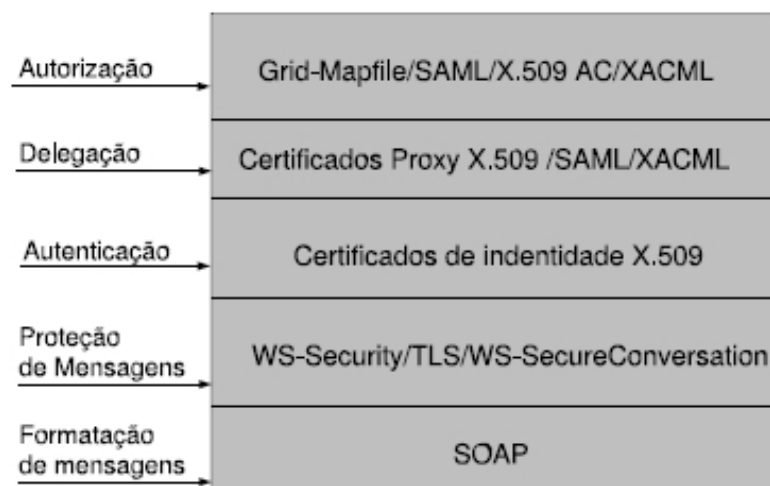 Autorização
Grid-Mapfile/SAML/X.509 AC/XACML
Delegação
Certificados Proxy X.509 /SAML/XACML
Autenticação
Certificados de indentidade X.509
Proteção
de Mensagens
WS-Security/TLS/WS-SecureConversation
Formatação
de mensagens
SOAP